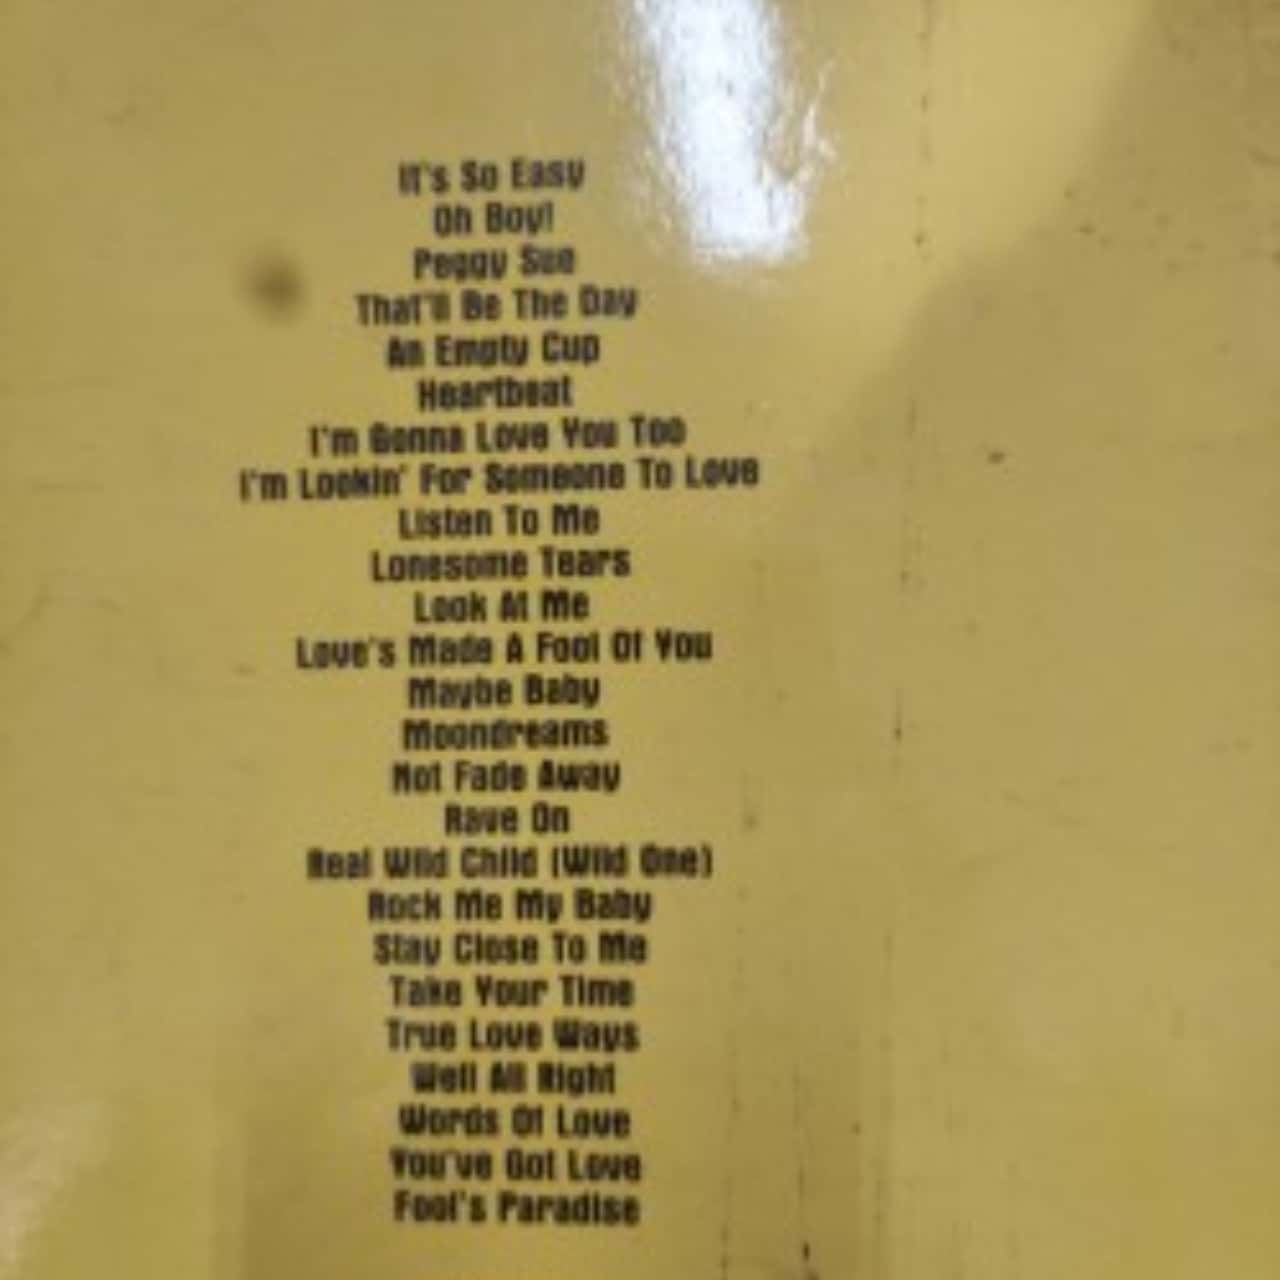 It's So Easy
Oh Boy!
Peggy Sue
That'll Be The Day
An Empty Cup
Heartbeat
I'm Gonna Love You Too
I'm Lookin' For Someone To Love
Listen To Me
Lonesome Tears
Look At Me
Love's Made A Fool Of You
Maybe Baby
Moondreams
Not Fade Away
Rave On
Real Wild Child (Wild One)
Rock Me My Baby
Stay Close To Me
Take Your Time
True Love Ways
Well All Right
Words Of Love
You've Got Love
Fool's Paradise